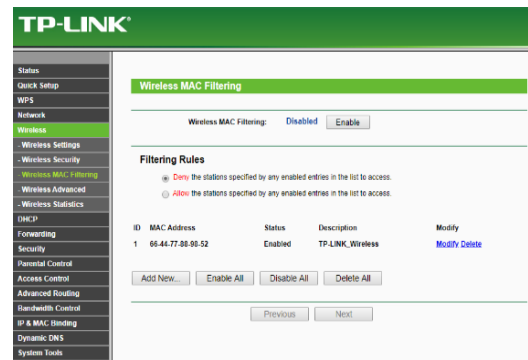 TP-LINK®
Status
Quick Setup
WPS
Network
Wireless
- Wireless Settings
- Wireless Security
- Wireless MAC Filtering
- Wireless Advanced
- Wireless Statistics
DHCP
Forwarding
Security
Parental Control
Access Control
Advanced Routing
Bandwidth Control
IP & MAC Binding
Dynamic DNS
System Tools
Wireless MAC Filtering
Wireless MAC Filtering: Disabled Enable
Filtering Rules
Deny the stations specified by any enabled entries in the list to access.
Allow the stations specified by any enabled entries in the list to access.
ID MAC Address Status Description Modify
1 66-44-77-88-98-52 Enabled TP-LINK_Wireless Modify Delete
Add New... Enable All Disable All Delete All
Previous Next